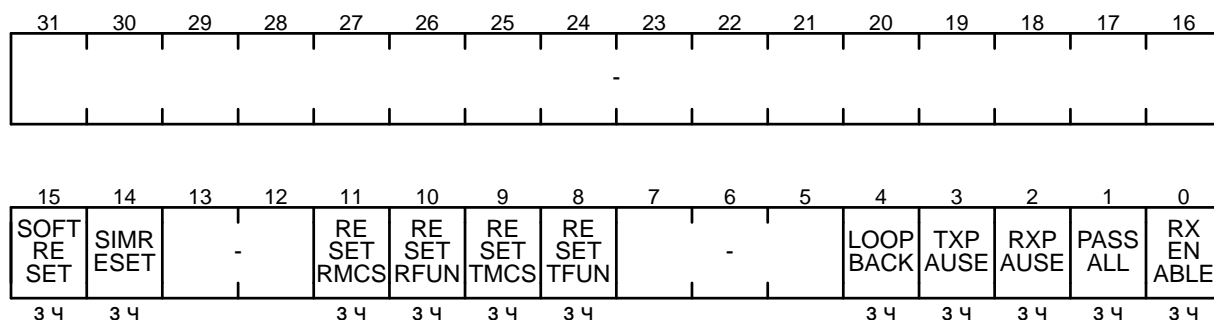 31 30 29 28 27 26 25 24 23 22 21 20 19 18 17 16
-
15 14 13 12 11 10 9 8 7 6 5 4 3 2 1 0
SOFT RE SET
SIMR ESET
-
RE SET RMCS
RE SET RFUN
RE SET TMCS
RE SET TFUN
-
LOOP BACK
TXP AUSE
RXP AUSE
PASS ALL
RX EN ABLE
з ч з ч з ч з ч з ч з ч з ч з ч з ч з ч з ч